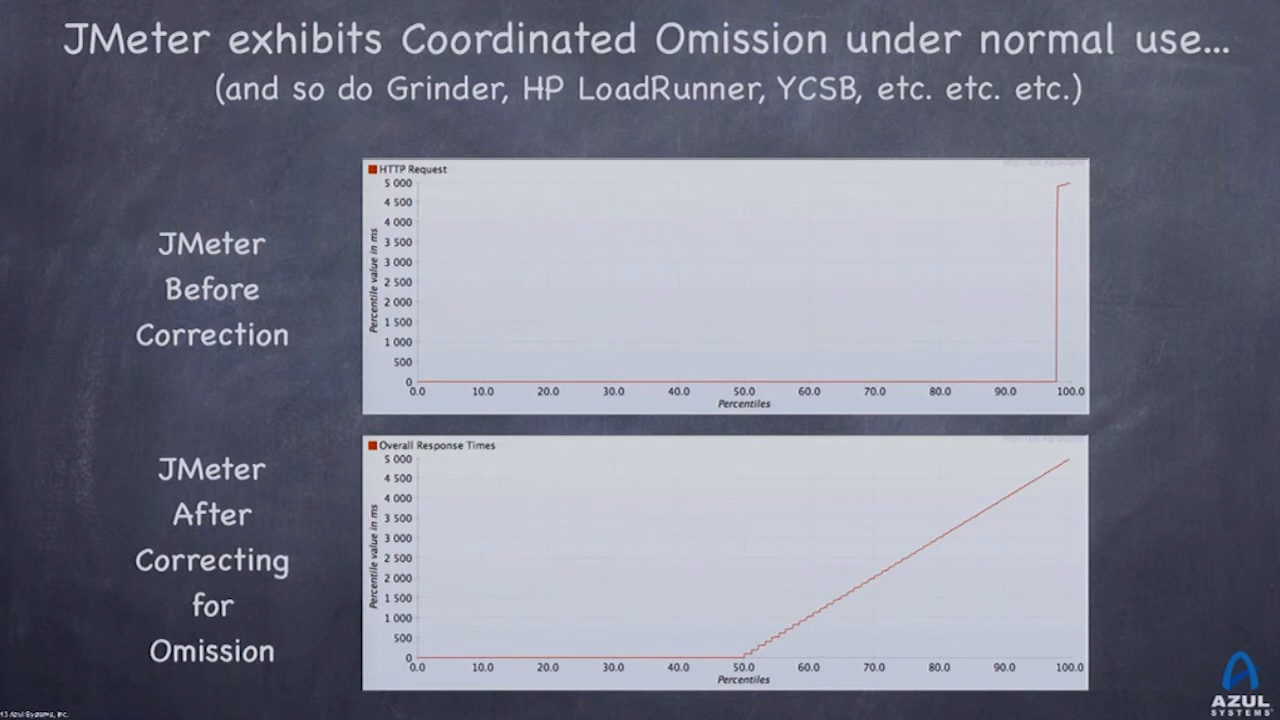 JMeter exhibits Coordinated Omission under normal use...
(and so do Grinder, HP LoadRunner, YCSB, etc. etc. etc.)
JMeter
Before
Correction
HTTP Request
Percentile value in ms
5 000
4 500
4 000
3 500
3 000
2 500
2 000
1 500
1 000
500
0
0.0 10.0 20.0 30.0 40.0 50.0 60.0 70.0 80.0 90.0 100.0
Percentiles
JMeter
After
Correcting
for
Omission
Overall Response Times
Percentile value in ms
5 000
4 500
4 000
3 500
3 000
2 500
2 000
1 500
1 000
500
0
0.0 10.0 20.0 30.0 40.0 50.0 60.0 70.0 80.0 90.0 100.0
Percentiles
Azul Systems, Inc.
AZUL
SYSTEMS